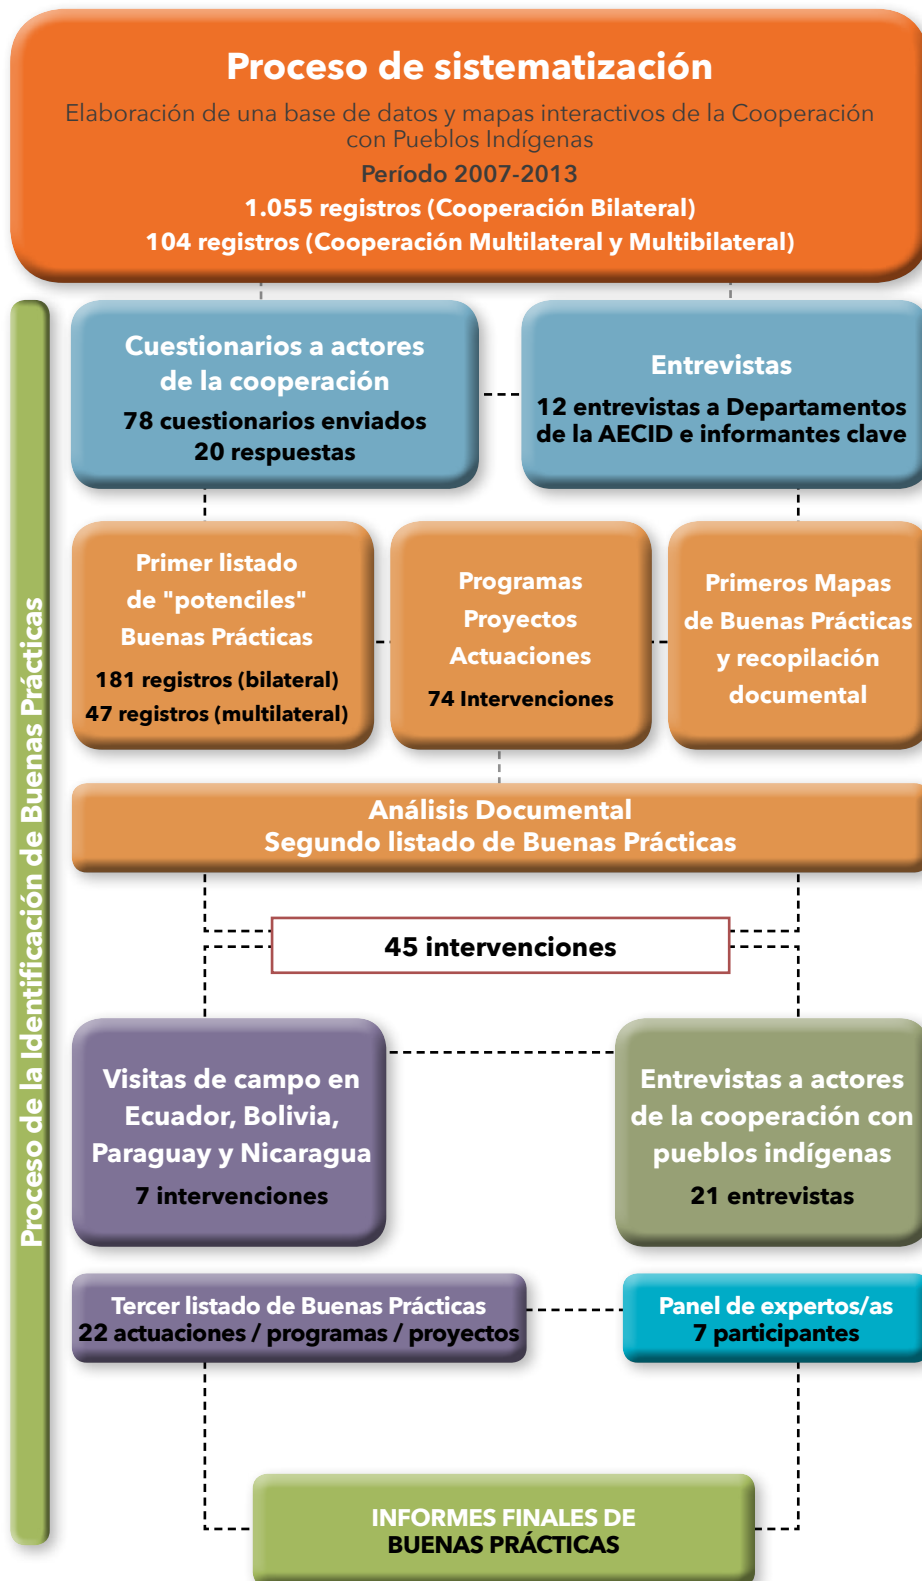 Proceso de sistematización
Elaboración de una base de datos y mapas interactivos de la Cooperación
con Pueblos Indígenas
Período 2007-2013
1.055 registros (Cooperación Bilateral)
104 registros (Cooperación Multilateral y Multibilateral)
Proceso de la Identificación de Buenas Prácticas
Cuestionarios a actores
de la cooperación
78 cuestionarios enviados
20 respuestas
Entrevistas
12 entrevistas a Departamentos
de la AECID e informantes clave
Primer listado
de "potenciles"
Buenas Prácticas
181 registros (bilateral)
47 registros (multilateral)
Programas
Proyectos
Actuaciones
74 Intervenciones
Primeros Mapas
de Buenas Prácticas
y recopilación
documental
Análisis Documental
Segundo listado de Buenas Prácticas
45 intervenciones
Visitas de campo en
Ecuador, Bolivia,
Paraguay y Nicaragua
7 intervenciones
Entrevistas a actores
de la cooperación con
pueblos indígenas
21 entrevistas
Tercer listado de Buenas Prácticas
22 actuaciones / programas / proyectos
Panel de expertos/as
7 participantes
INFORMES FINALES DE
BUENAS PRÁCTICAS